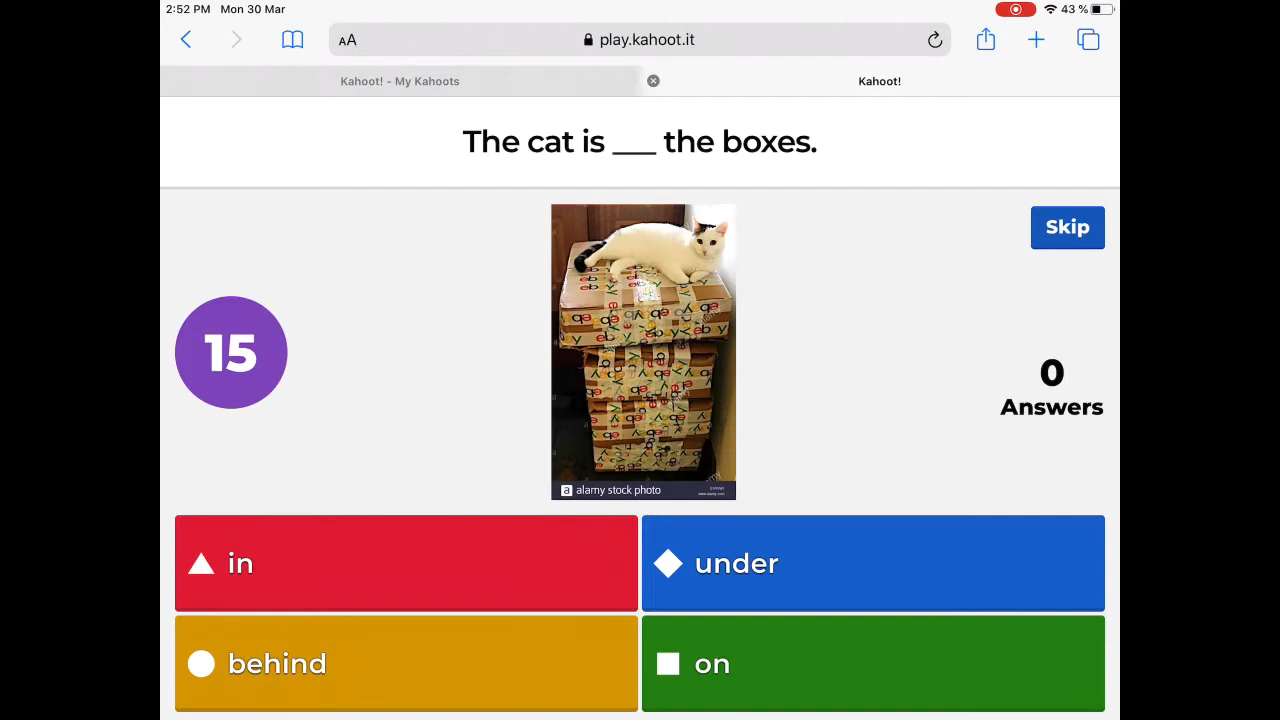 2:52 PM Mon 30 Mar
43 %
AA
play.kahoot.it
Kahoot! - My Kahoots
Kahoot!
The cat is ___ the boxes.
Skip
15
0
Answers
a alamy stock photo
in
under
behind
on